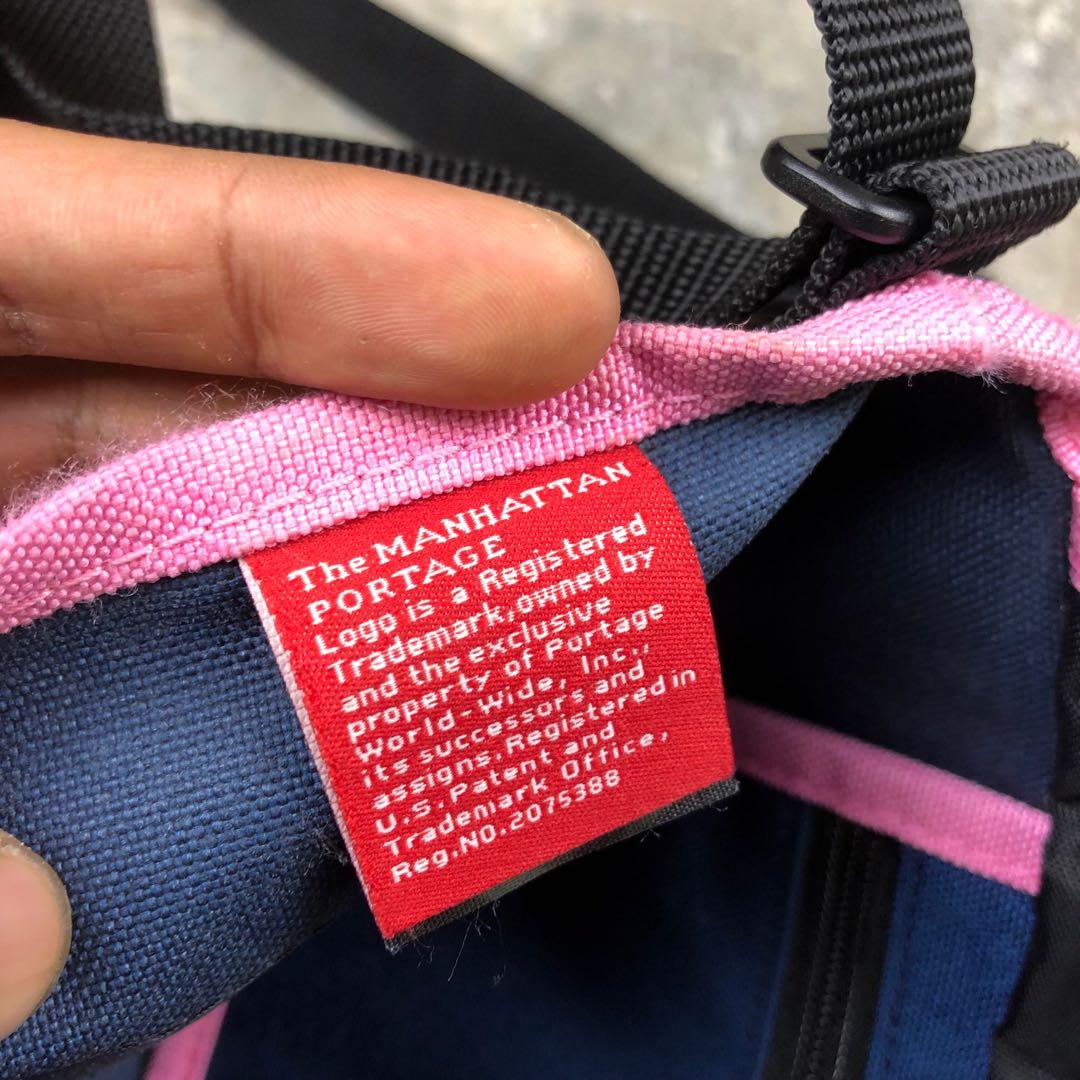 The MANHATTAN
PORTAGE
Logo is a Registered
Trademark,owned by
and the exclusive
property of Portage
World-Wide, Inc.,
its successors and
assigns.Registered in
U.S.Patent and
Trademark Office,
Reg.NO.2075388